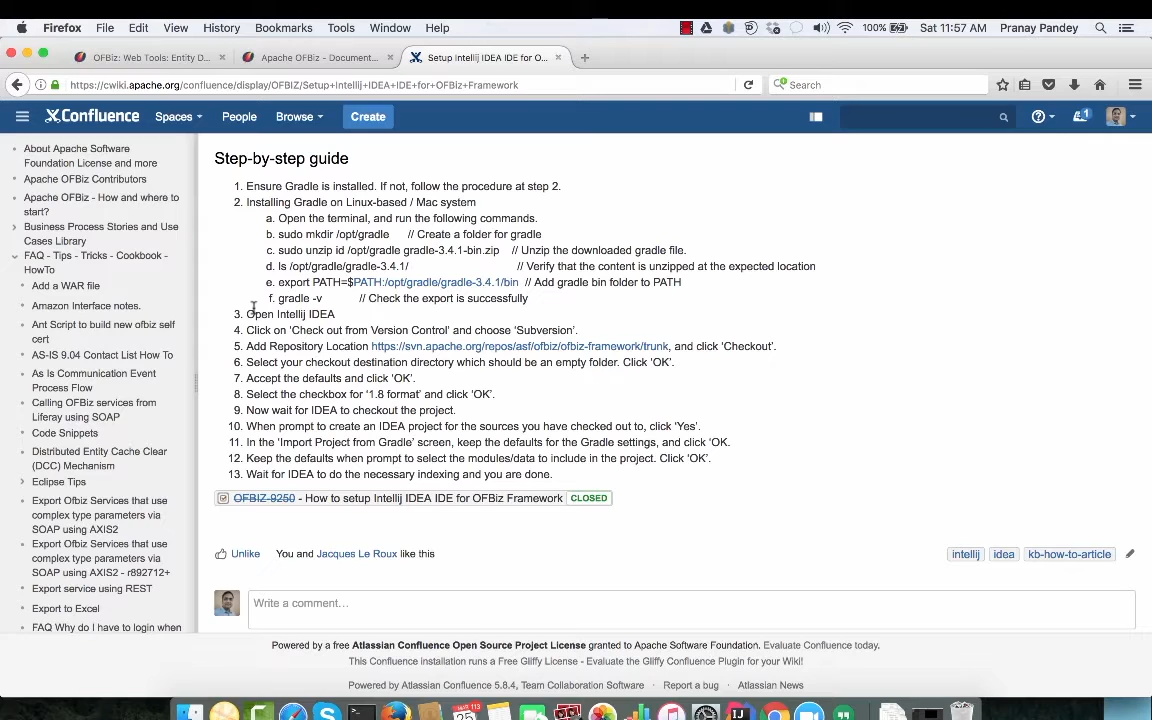 Firefox File Edit View History Bookmarks Tools Window Help 100% Sat 11:57 AM Pranay Pandey
OFBiz: Web Tools: Entity D... × Apache OFBiz - Document... × Setup Intellij IDEA IDE for O... × +
https://cwiki.apache.org/confluence/display/OFBIZ/Setup+Intellij+IDEA+IDE+for+OFBiz+Framework Search
Confluence Spaces People Browse Create 1
About Apache Software
Foundation License and more
Apache OFBiz Contributors
Apache OFBiz - How and where to
start?
Business Process Stories and Use
Cases Library
FAQ - Tips - Tricks - Cookbook -
HowTo
Add a WAR file
Amazon Interface notes.
Ant Script to build new ofbiz self
cert
AS-IS 9.04 Contact List How To
As Is Communication Event
Process Flow
Calling OFBiz services from
Liferay using SOAP
Code Snippets
Distributed Entity Cache Clear
(DCC) Mechanism
Eclipse Tips
Export Ofbiz Services that use
complex type parameters via
SOAP using AXIS2
Export Ofbiz Services that use
complex type parameters via
SOAP using AXIS2 - r892712+
Export service using REST
Export to Excel
FAQ Why do I have to login when
Step-by-step guide
1. Ensure Gradle is installed. If not, follow the procedure at step 2.
2. Installing Gradle on Linux-based / Mac system
a. Open the terminal, and run the following commands.
b. sudo mkdir /opt/gradle // Create a folder for gradle
c. sudo unzip id /opt/gradle gradle-3.4.1-bin.zip // Unzip the downloaded gradle file.
d. ls /opt/gradle/gradle-3.4.1/ // Verify that the content is unzipped at the expected location
e. export PATH=$PATH:/opt/gradle/gradle-3.4.1/bin // Add gradle bin folder to PATH
f. gradle -v // Check the export is successfully
3. Open Intellij IDEA
4. Click on 'Check out from Version Control' and choose 'Subversion'.
5. Add Repository Location https://svn.apache.org/repos/asf/ofbiz/ofbiz-framework/trunk, and click 'Checkout'.
6. Select your checkout destination directory which should be an empty folder. Click 'OK'.
7. Accept the defaults and click 'OK'.
8. Select the checkbox for '1.8 format' and click 'OK'.
9. Now wait for IDEA to checkout the project.
10. When prompt to create an IDEA project for the sources you have checked out to, click 'Yes'.
11. In the 'Import Project from Gradle' screen, keep the defaults for the Gradle settings, and click 'OK.
12. Keep the defaults when prompt to select the modules/data to include in the project. Click 'OK'.
13. Wait for IDEA to do the necessary indexing and you are done.
OFBIZ-9250 - How to setup Intellij IDEA IDE for OFBiz Framework CLOSED
Unlike You and Jacques Le Roux like this intellij idea kb-how-to-article
Write a comment…
Powered by a free Atlassian Confluence Open Source Project License granted to Apache Software Foundation. Evaluate Confluence today.
This Confluence installation runs a Free Gliffy License - Evaluate the Gliffy Confluence Plugin for your Wiki!
Powered by Atlassian Confluence 5.8.4, Team Collaboration Software · Report a bug · Atlassian News